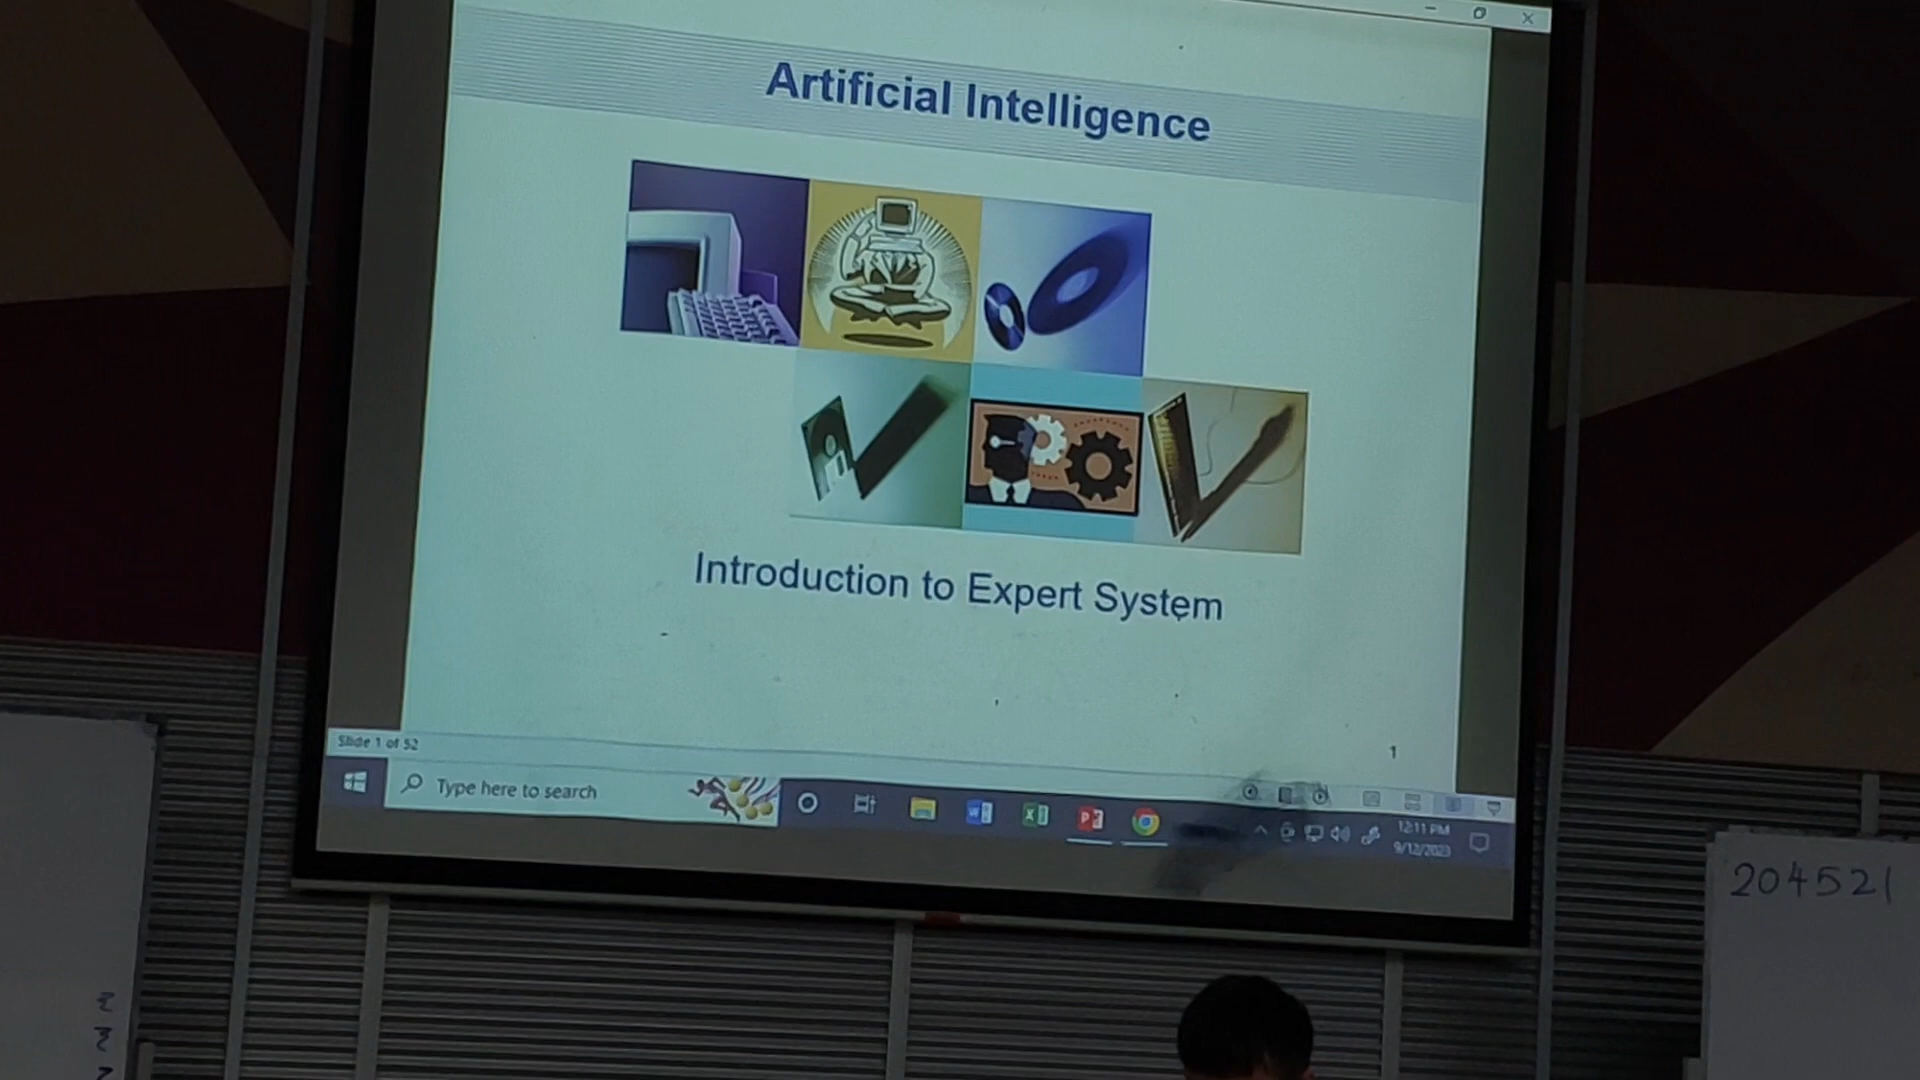 Artificial Intelligence
Introduction to Expert System
1
Slide 1 of 52
Type here to search
12:11 PM
9/12/2023
204521